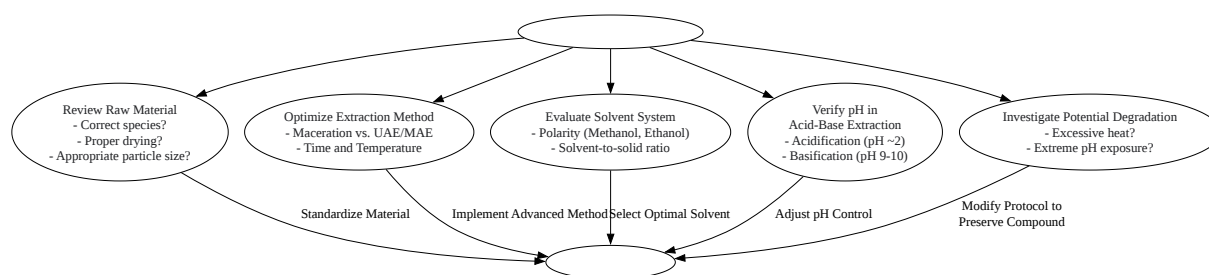 Review Raw Material
- Correct species?
- Proper drying?
- Appropriate particle size?
Optimize Extraction Method
- Maceration vs. UAE/MAE
- Time and Temperature
Evaluate Solvent System
- Polarity (Methanol, Ethanol)
- Solvent-to-solid ratio
Verify pH in
Acid-Base Extraction
- Acidification (pH ~2)
- Basification (pH 9-10)
Investigate Potential Degradation
- Excessive heat?
- Extreme pH exposure?
Standardize Material
Implement Advanced Method
Select Optimal Solvent
Adjust pH Control
Modify Protocol to
Preserve Compound